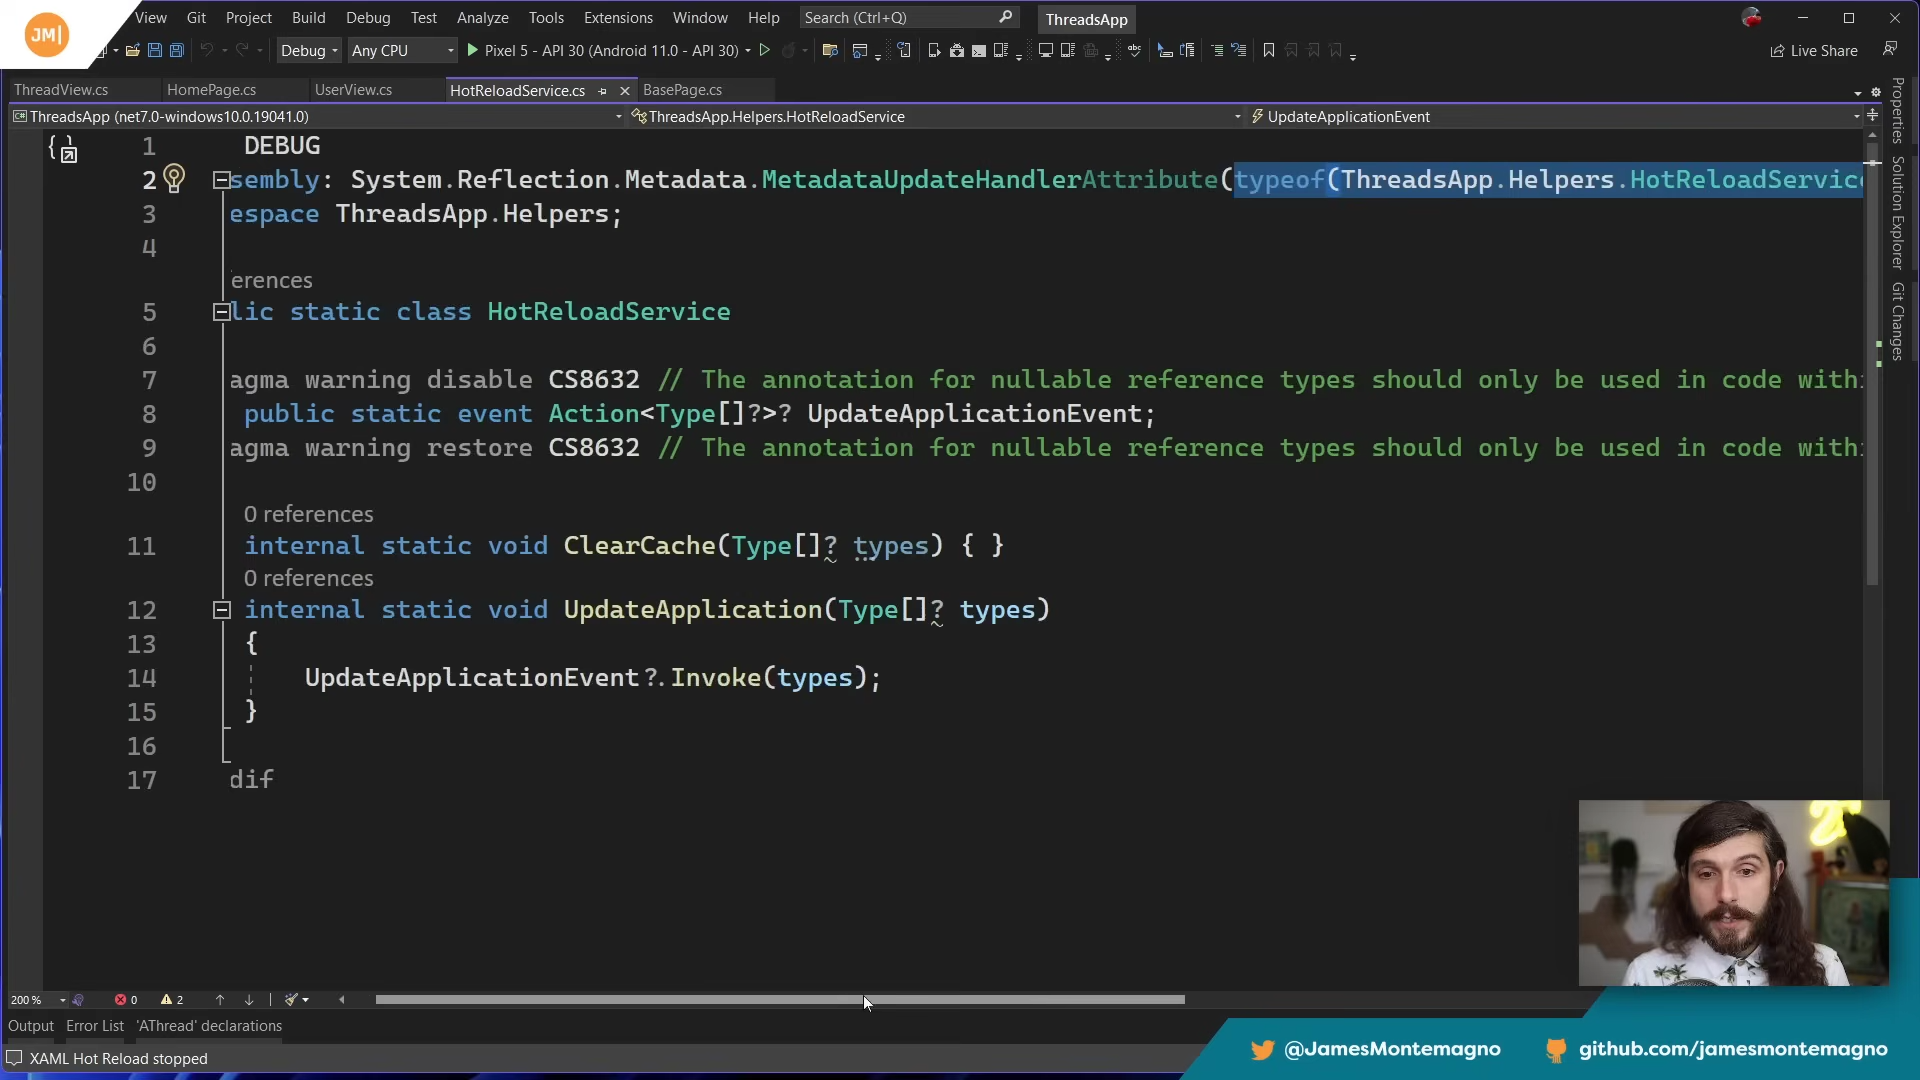 JM|
View Git Project Build Debug Test Analyze Tools Extensions Window Help Search (Ctrl+Q) ThreadsApp
Debug Any CPU Pixel 5 - API 30 (Android 11.0 - API 30) Live Share
ThreadView.cs HomePage.cs UserView.cs HotReloadService.cs BasePage.cs
ThreadsApp (net7.0-windows10.0.19041.0) ThreadsApp.Helpers.HotReloadService UpdateApplicationEvent
1 DEBUG
2 sembly: System.Reflection.Metadata.MetadataUpdateHandlerAttribute(typeof(ThreadsApp.Helpers.HotReloadService
3 espace ThreadsApp.Helpers;
4
erences
5 lic static class HotReloadService
6
7 agma warning disable CS8632 // The annotation for nullable reference types should only be used in code with
8 public static event Action<Type[]?>? UpdateApplicationEvent;
9 agma warning restore CS8632 // The annotation for nullable reference types should only be used in code with
10
0 references
11 internal static void ClearCache(Type[]? types) { }
0 references
12 internal static void UpdateApplication(Type[]? types)
13 {
14 UpdateApplicationEvent?.Invoke(types);
15 }
16
17 dif
Properties
Solution Explorer
Git Changes
200 % 0 2
Output Error List 'AThread' declarations
XAML Hot Reload stopped
@JamesMontemagno github.com/jamesmontemagno